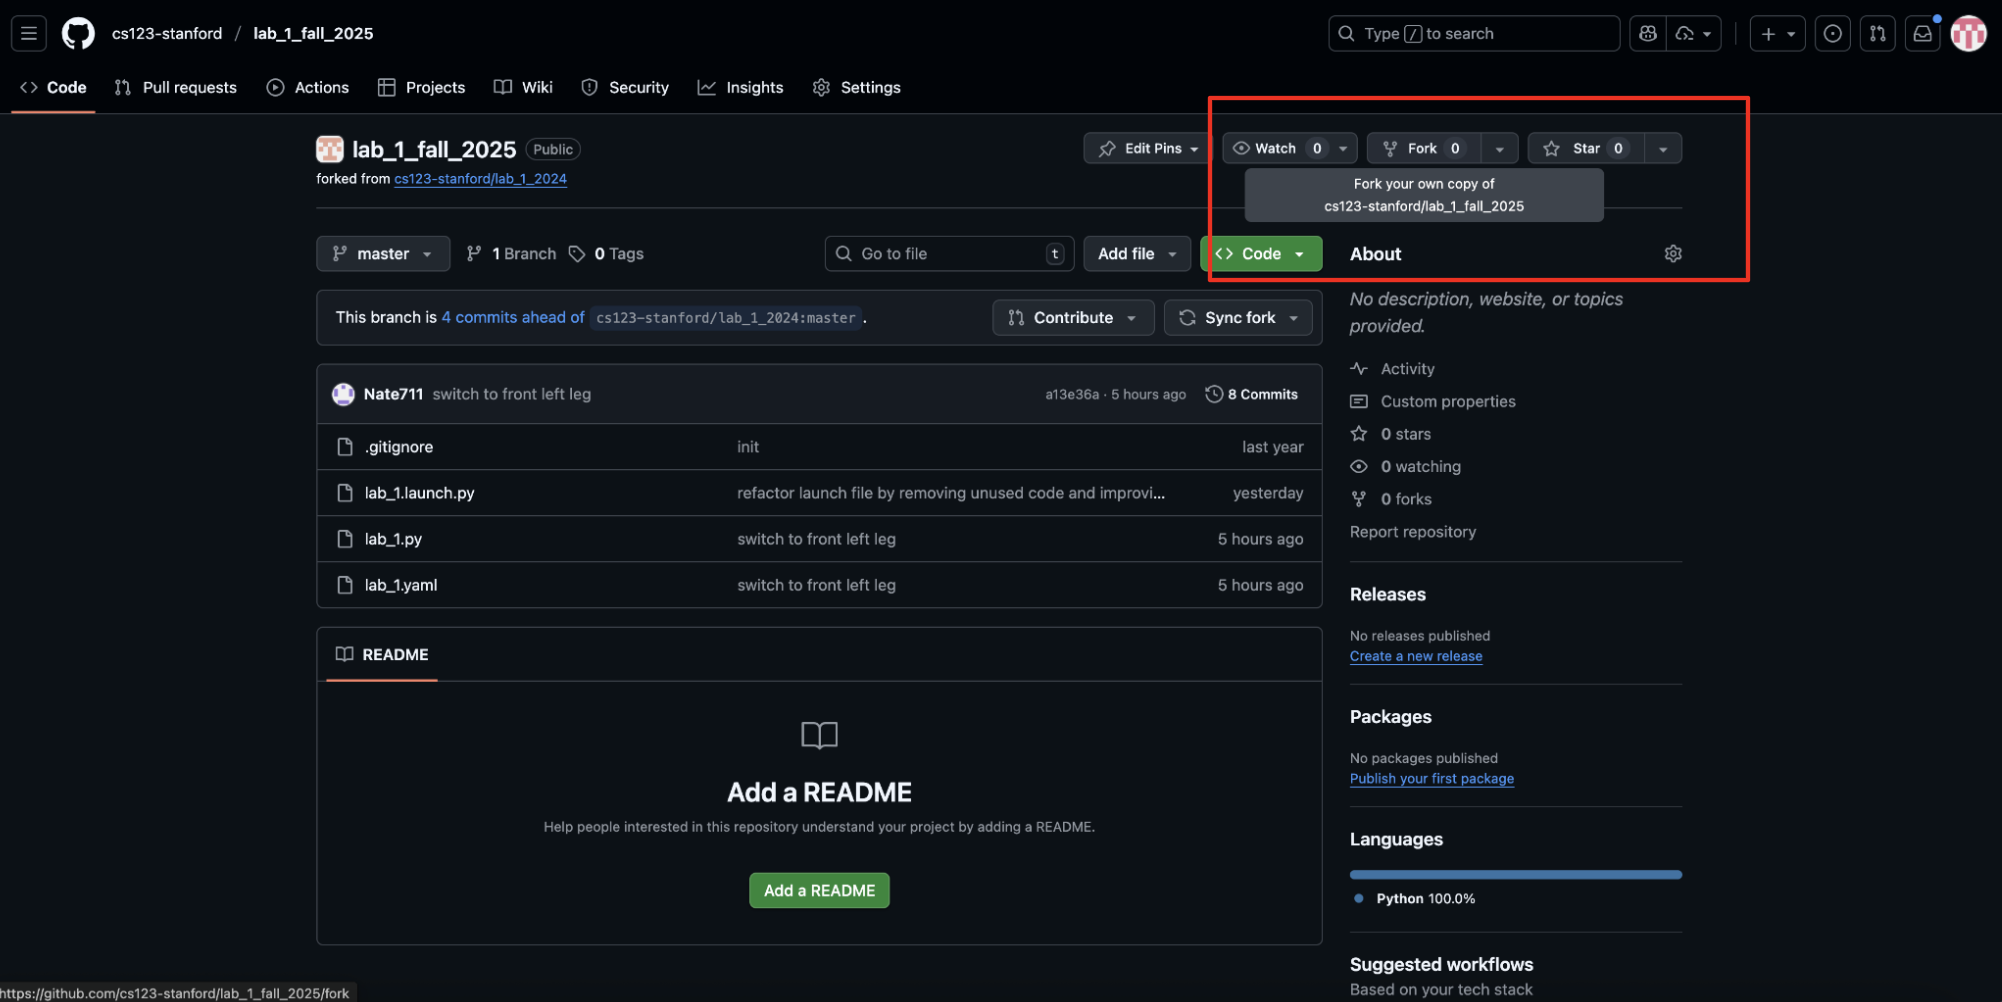 cs123-stanford / lab_1_fall_2025
Type / to search
Code Pull requests Actions Projects Wiki Security Insights Settings
lab_1_fall_2025 Public
forked from cs123-stanford/lab_1_2024
Edit Pins Watch 0 Fork 0 Star 0
Fork your own copy of
cs123-stanford/lab_1_fall_2025
master 1 Branch 0 Tags Go to file t Add file Code
This branch is 4 commits ahead of cs123-stanford/lab_1_2024:master .
Contribute Sync fork
Nate711 switch to front left leg a13e36a · 5 hours ago 8 Commits
.gitignore init last year
lab_1.launch.py refactor launch file by removing unused code and improvi... yesterday
lab_1.py switch to front left leg 5 hours ago
lab_1.yaml switch to front left leg 5 hours ago
README
Add a README
Help people interested in this repository understand your project by adding a README.
Add a README
About
No description, website, or topics
provided.
Activity
Custom properties
0 stars
0 watching
0 forks
Report repository
Releases
No releases published
Create a new release
Packages
No packages published
Publish your first package
Languages
Python 100.0%
Suggested workflows
Based on your tech stack
https://github.com/cs123-stanford/lab_1_fall_2025/fork